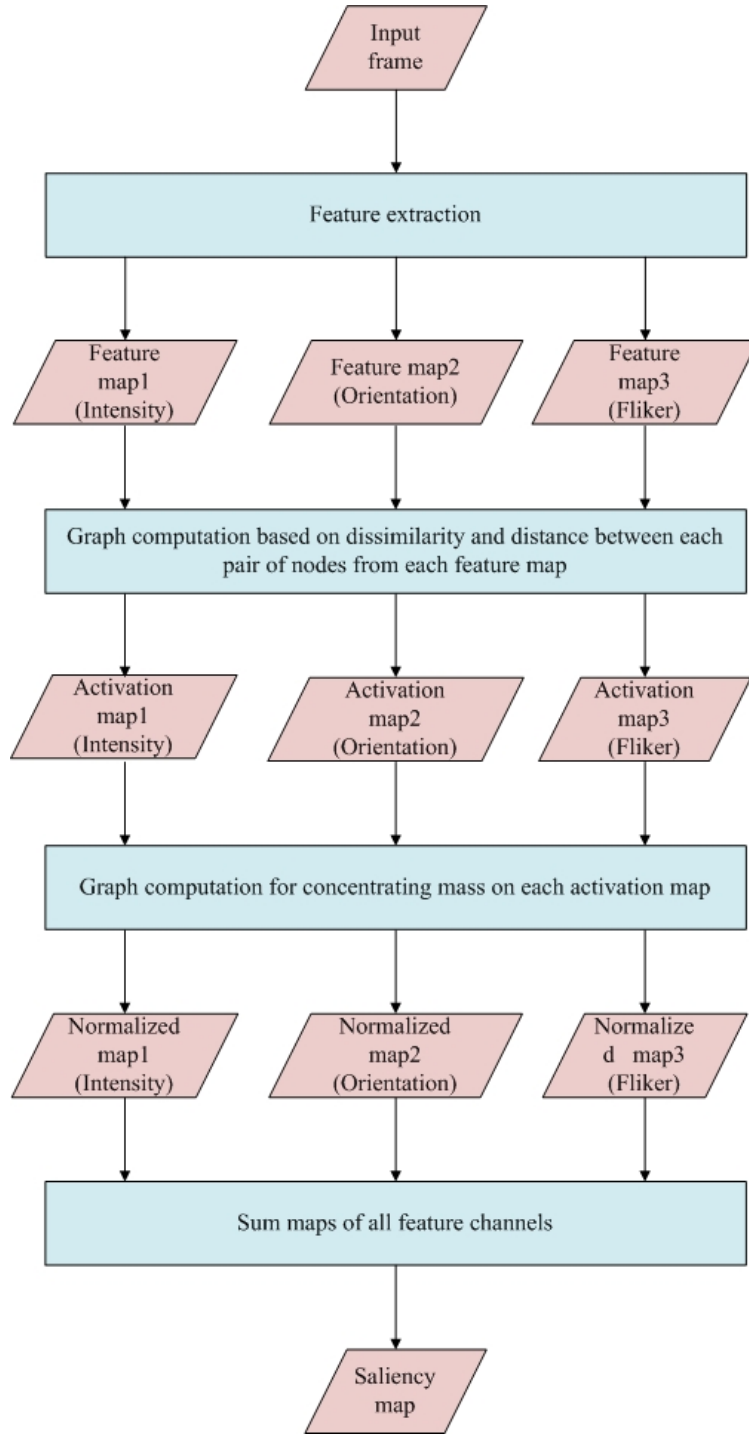 Input
frame
Feature extraction
Feature
map1
(Intensity)
Feature map2
(Orientation)
Feature
map3
(Fliker)
Graph computation based on dissimilarity and distance between each
pair of nodes from each feature map
Activation
map1
(Intensity)
Activation
map2
(Orientation)
Activation
map3
(Fliker)
Graph computation for concentrating mass on each activation map
Normalized
map1
(Intensity)
Normalized
map2
(Orientation)
Normalize
d map3
(Fliker)
Sum maps of all feature channels
Saliency
map